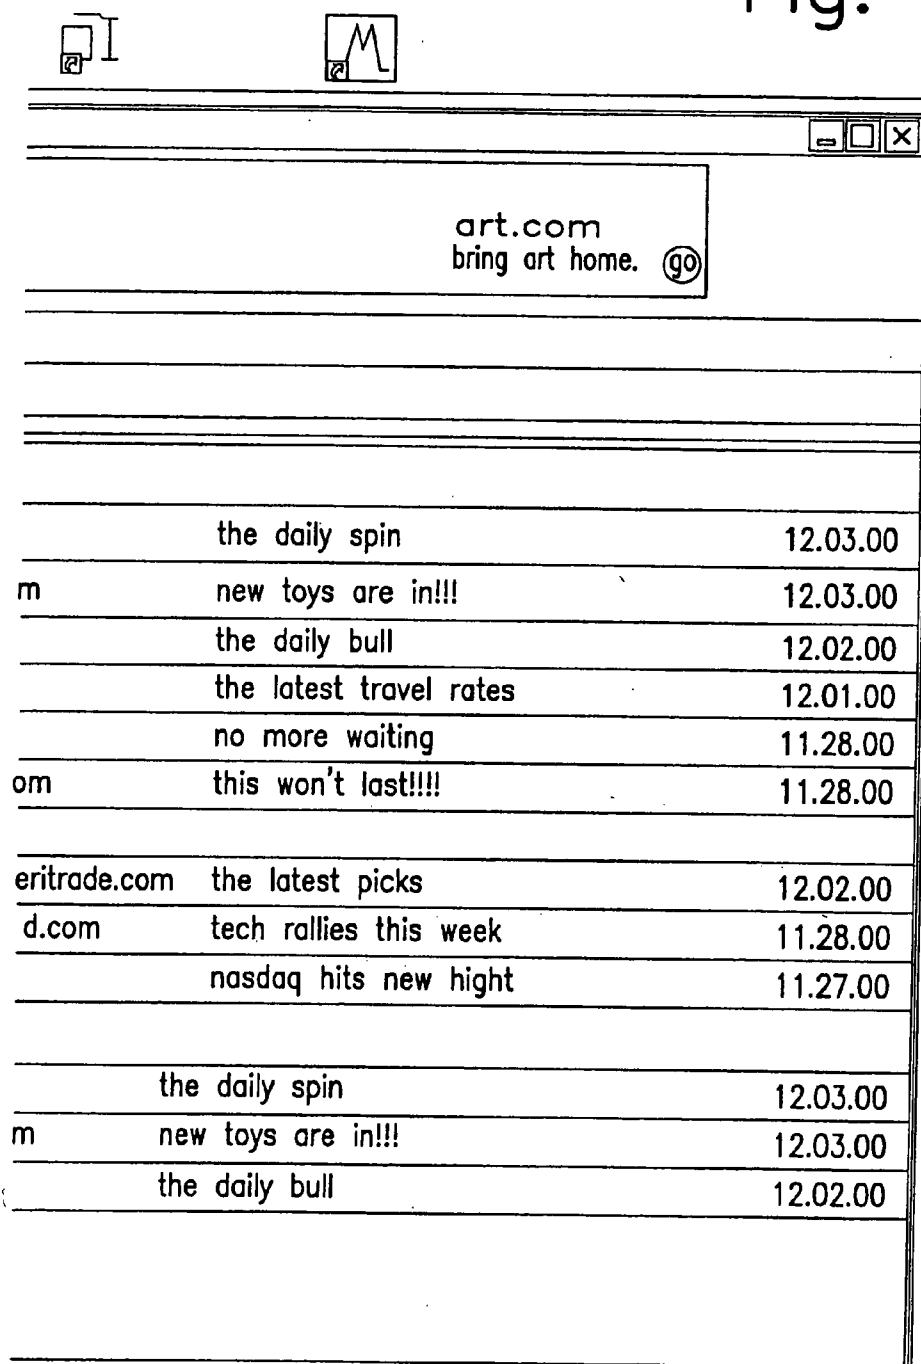 Fig.
M
art.com
bring art home. go
the daily spin 12.03.00
m new toys are in!!! 12.03.00
the daily bull 12.02.00
the latest travel rates 12.01.00
no more waiting 11.28.00
om this won't last!!!! 11.28.00
eritrade.com the latest picks 12.02.00
d.com tech rallies this week 11.28.00
nasdaq hits new hight 11.27.00
the daily spin 12.03.00
m new toys are in!!! 12.03.00
the daily bull 12.02.00